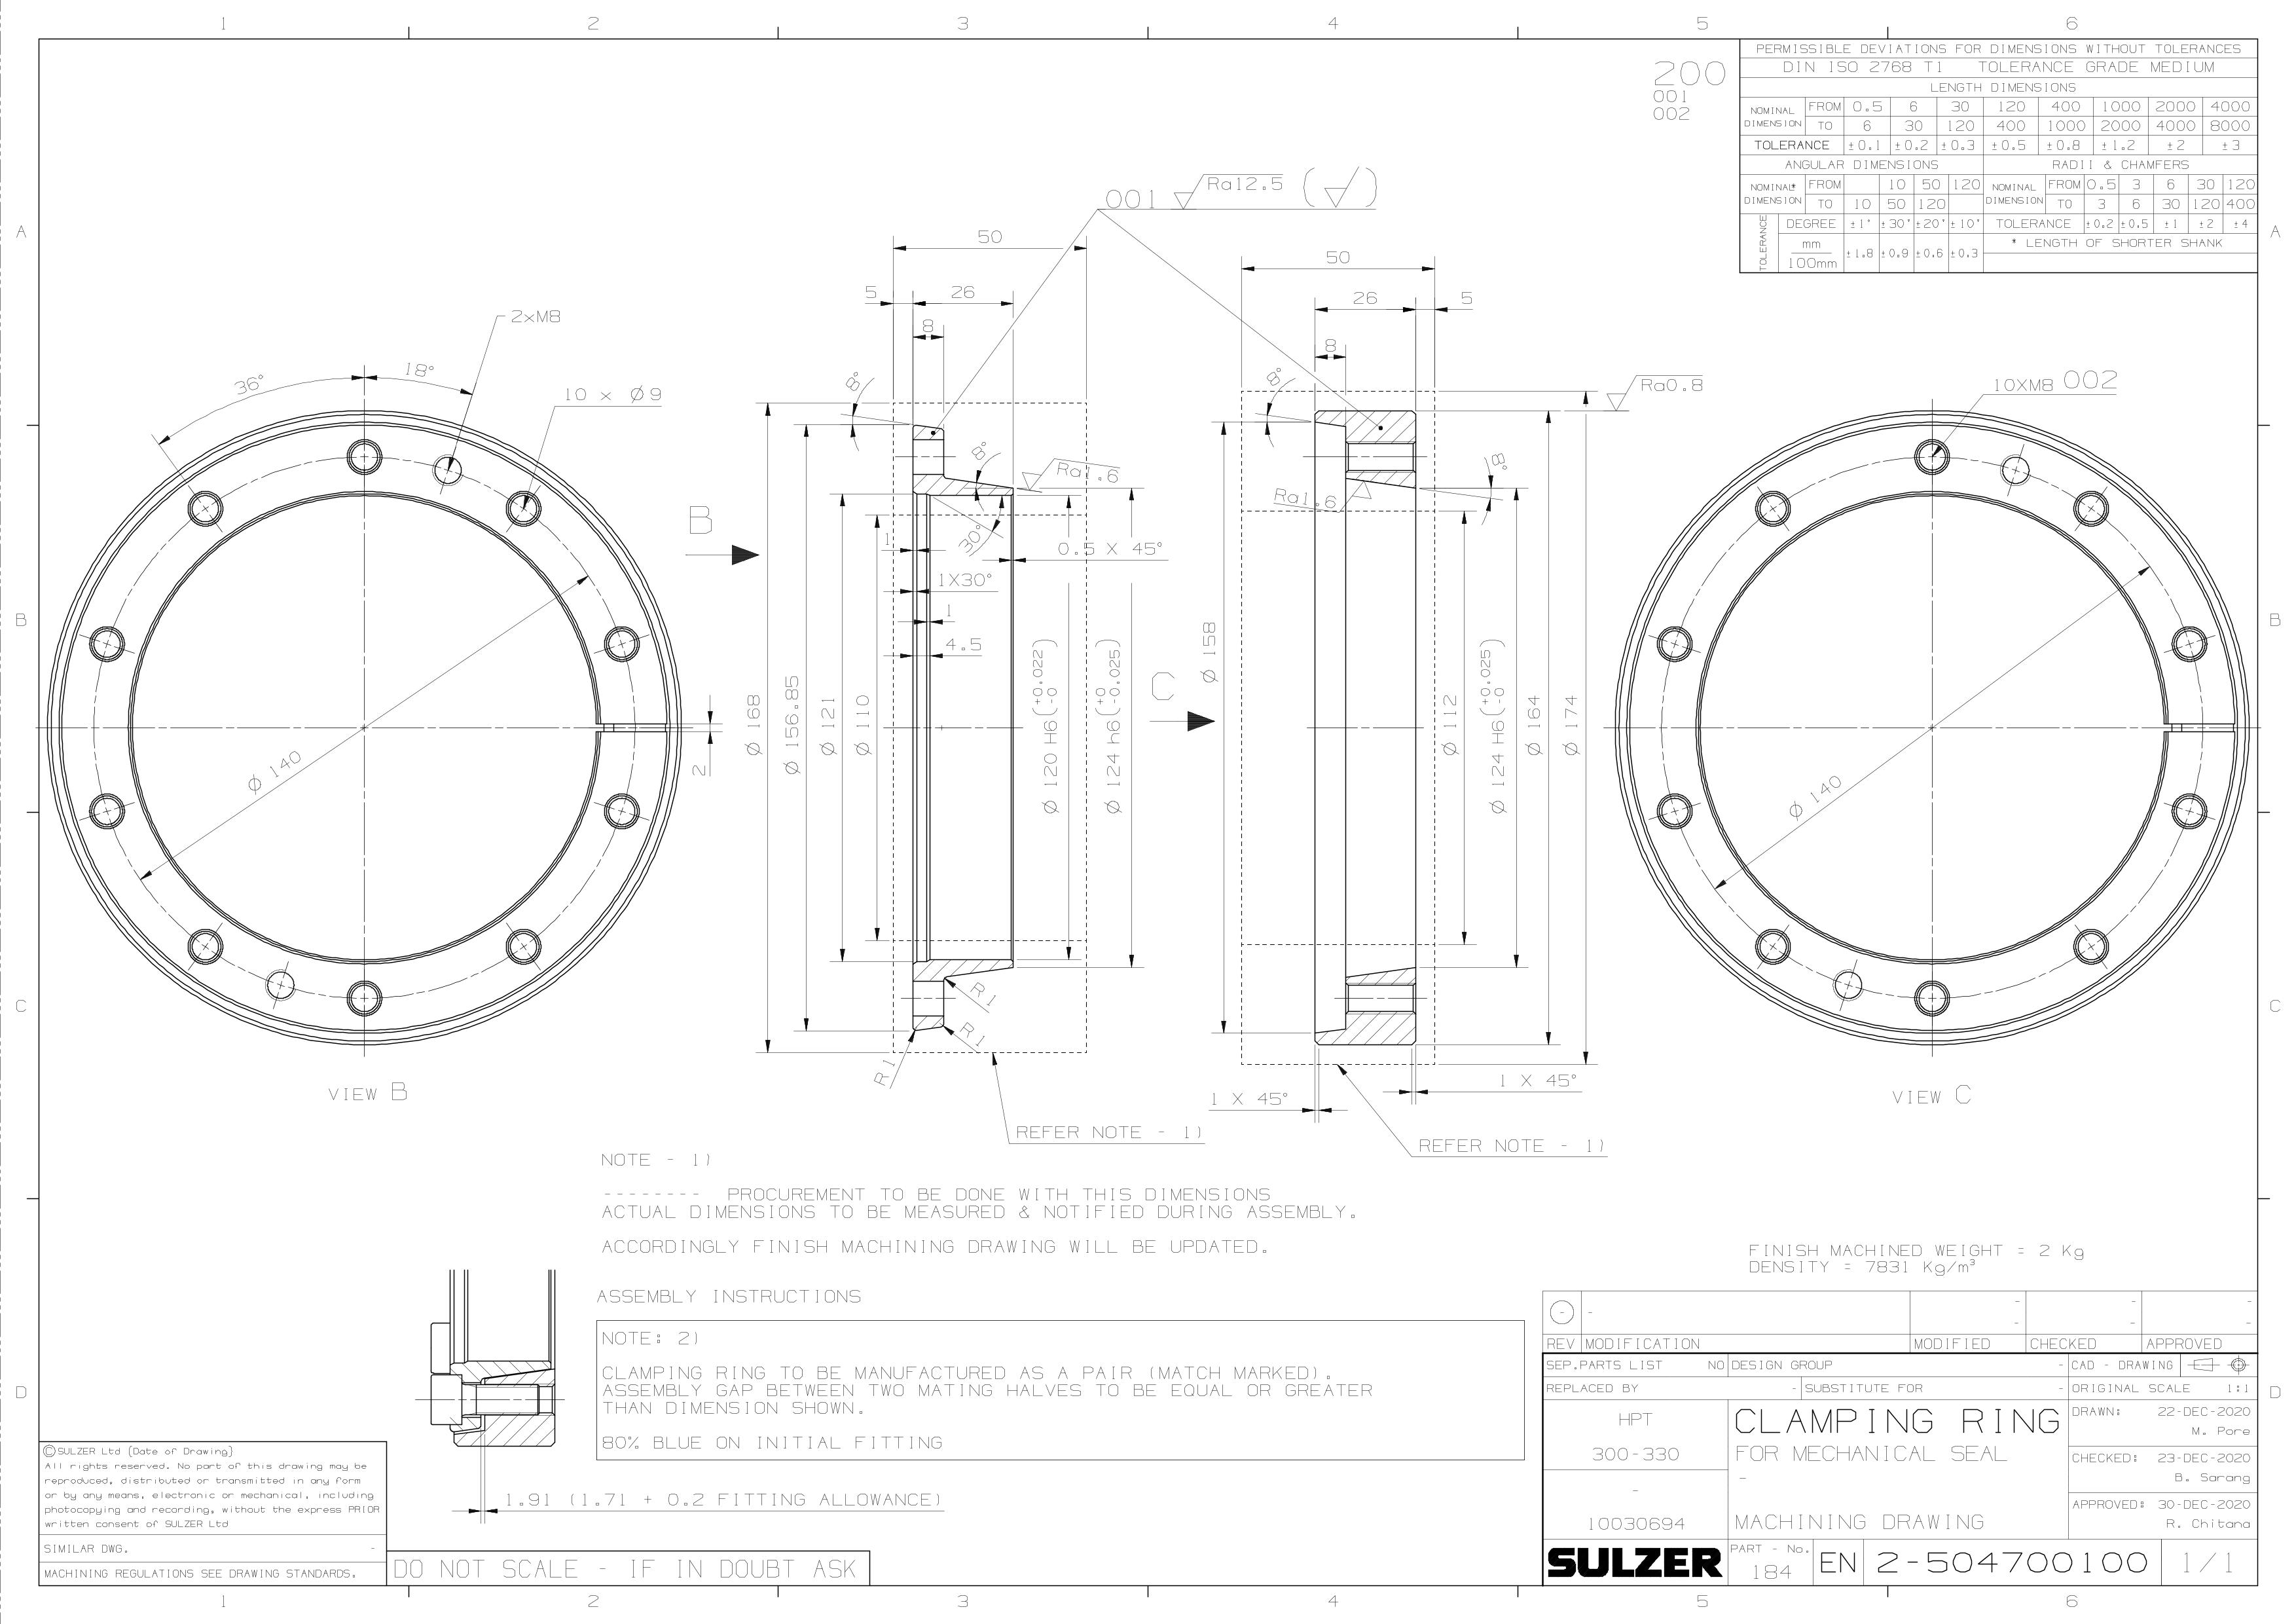 1 2 3 4 5 6
PERMISSIBLE DEVIATIONS FOR DIMENSIONS WITHOUT TOLERANCES
DIN ISO 2768 T1 TOLERANCE GRADE MEDIUM
LENGTH DIMENSIONS
NOMINAL DIMENSION FROM 0.5 6 30 120 400 1000 2000 4000
TO 6 30 120 400 1000 2000 4000 8000
TOLERANCE ±0.1 ±0.2 ±0.3 ±0.5 ±0.8 ±1.2 ±2 ±3
ANGULAR DIMENSIONS RADII & CHAMFERS
NOMINAL* DIMENSION FROM 10 50 120 NOMINAL DIMENSION FROM 0.5 3 6 30 120
TO 10 50 120 TO 3 6 30 120 400
TOLERANCE DEGREE ±1° ±30' ±20' ±10' TOLERANCE ±0.2 ±0.5 ±1 ±2 ±4
mm
100mm ±1.8 ±0.9 ±0.6 ±0.3
* LENGTH OF SHORTER SHANK
200
001
002
A
A
B
B
C
C
D
D
36°
18°
2xM8
10 x Ø9
Ø 140
2
VIEW B
B
001 Ra12.5
50
5
26
8
8°
8°
Ra1.6
30°
1
0.5 X 45°
1X30°
1
4.5
Ø 168
Ø 156.85
Ø 121
Ø 110
Ø 120 H6(+0.022 -0)
Ø 124 h6(+0 -0.025)
R1
R1
R1
REFER NOTE - 1)
C
50
26
5
8
8°
8°
Ra0.8
Ra1.6
Ø 158
Ø 112
Ø 124 H6(+0.025 -0)
Ø 164
Ø 174
1 X 45°
1 X 45°
REFER NOTE - 1)
10XM8 002
Ø 140
VIEW C
NOTE - 1)
-------- PROCUREMENT TO BE DONE WITH THIS DIMENSIONS
ACTUAL DIMENSIONS TO BE MEASURED & NOTIFIED DURING ASSEMBLY.
ACCORDINGLY FINISH MACHINING DRAWING WILL BE UPDATED.
ASSEMBLY INSTRUCTIONS
NOTE: 2)
CLAMPING RING TO BE MANUFACTURED AS A PAIR (MATCH MARKED).
ASSEMBLY GAP BETWEEN TWO MATING HALVES TO BE EQUAL OR GREATER
THAN DIMENSION SHOWN.
80% BLUE ON INITIAL FITTING
1.91 (1.71 + 0.2 FITTING ALLOWANCE)
FINISH MACHINED WEIGHT = 2 Kg
DENSITY = 7831 Kg/m³
- - - - -
- - -
REV MODIFICATION MODIFIED CHECKED APPROVED
SEP.PARTS LIST NO DESIGN GROUP - CAD - DRAWING
REPLACED BY - SUBSTITUTE FOR - ORIGINAL SCALE 1:1
HPT
300-330
-
10030694
CLAMPING RING
FOR MECHANICAL SEAL
-
MACHINING DRAWING
DRAWN: 22-DEC-2020
M. Pore
CHECKED: 23-DEC-2020
B. Sarang
APPROVED: 30-DEC-2020
R. Chitana
SULZER
PART - No.
184
EN 2-504700100 1/1
©SULZER Ltd (Date of Drawing)
All rights reserved. No part of this drawing may be
reproduced, distributed or transmitted in any form
or by any means, electronic or mechanical, including
photocopying and recording, without the express PRIOR
written consent of SULZER Ltd
SIMILAR DWG. -
MACHINING REGULATIONS SEE DRAWING STANDARDS.
DO NOT SCALE - IF IN DOUBT ASK
1 2 3 4 5 6